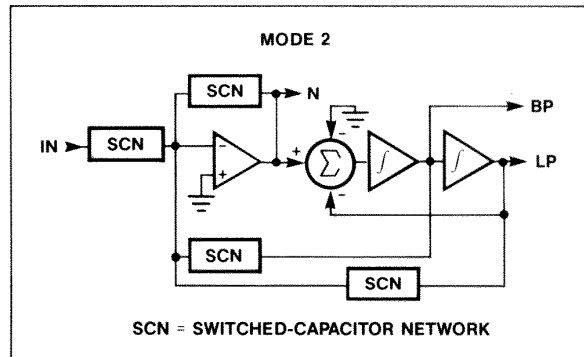 MODE 2
SCN
N
BP
IN
SCN
-
-
+
+
Σ
-
∫
∫
LP
SCN
SCN
SCN = SWITCHED-CAPACITOR NETWORK